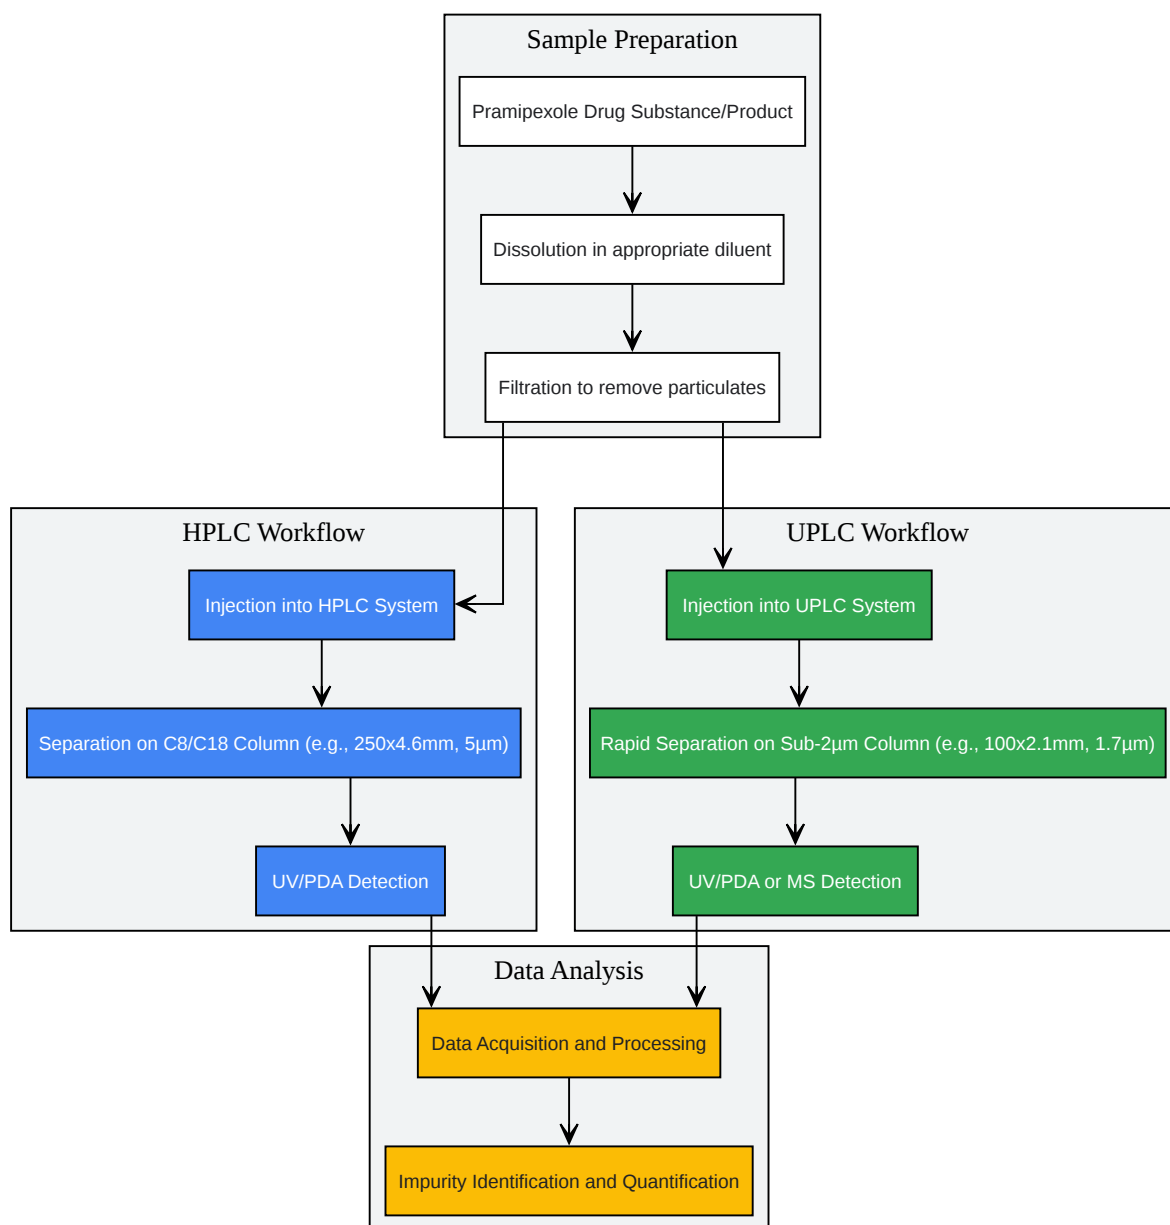 Sample Preparation
Pramipexole Drug Substance/Product
Dissolution in appropriate diluent
Filtration to remove particulates
HPLC Workflow
Injection into HPLC System
Separation on C8/C18 Column (e.g., 250x4.6mm, 5µm)
UV/PDA Detection
UPLC Workflow
Injection into UPLC System
Rapid Separation on Sub-2µm Column (e.g., 100x2.1mm, 1.7µm)
UV/PDA or MS Detection
Data Analysis
Data Acquisition and Processing
Impurity Identification and Quantification